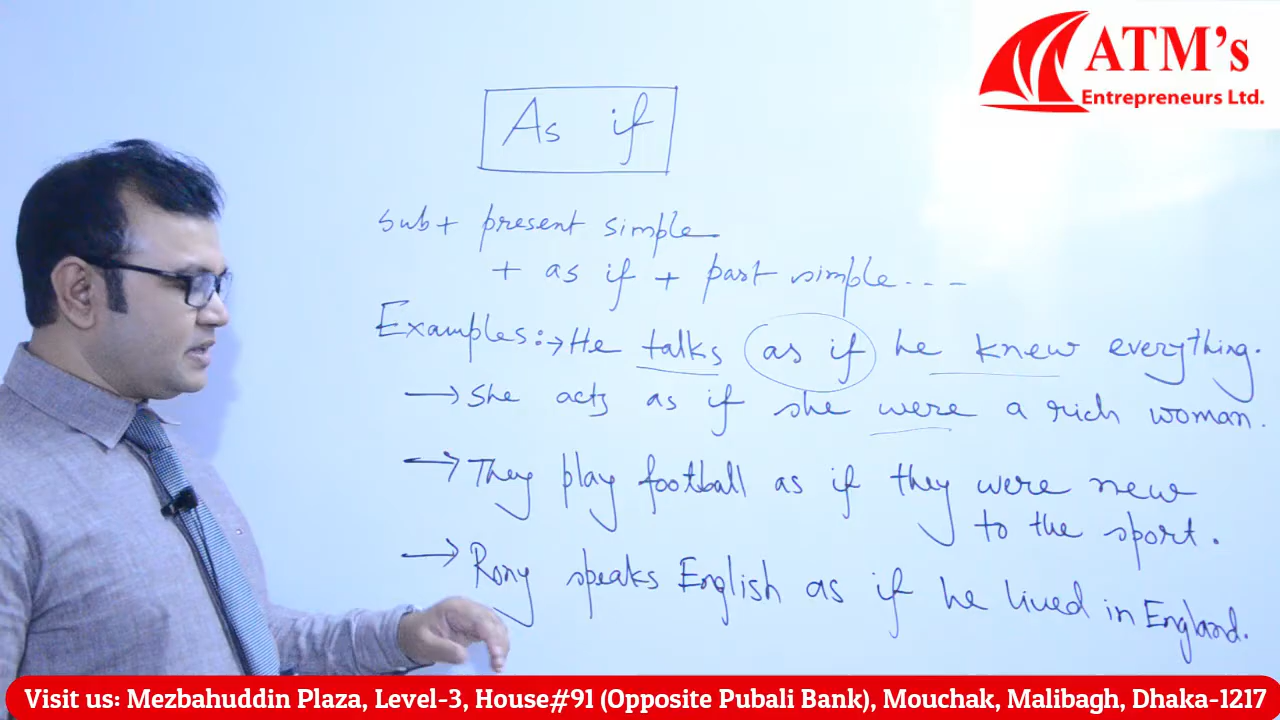 ATM's
Entrepreneurs Ltd.
As if
sub + present simple
+ as if + past simple...
Examples:→ He talks as if he knew everything.
→ She acts as if she were a rich woman.
→ They play football as if they were new
to the sport.
→ Rony speaks English as if he lived in England.
Visit us: Mezbahuddin Plaza, Level-3, House#91 (Opposite Pubali Bank), Mouchak, Malibagh, Dhaka-1217